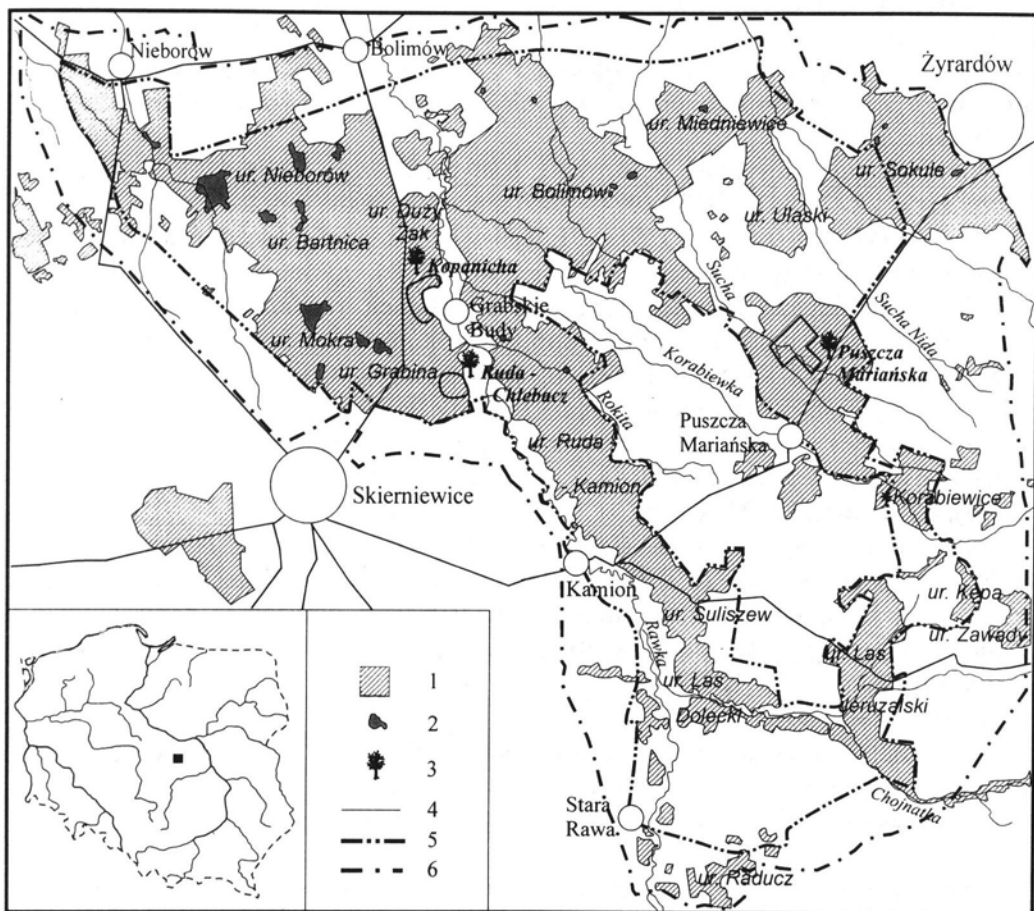 Nieborów
Bolimów
Żyrardów
ur. Miedniewice
ur. Sokule
ur. Nieborów
ur. Bolimów
ur. Duży
Żak
ur. Ułaski
ur. Bartnica
Kopanicha
Sucha
Grabskie
Budy
Sucha Nida
ur. Mokra
Korabiewka
Puszcza
Mariańska
ur. Grabina
Ruda -
Chlebacz
Rokita
Puszcza
Mariańska
ur. Ruda
- Kamion
Skierniewice
Korabiewice
Kamion
ur. Kępa
ur. Suliszew
ur. Zawady
Rawka
ur. Las
ur. Las
Jeruzalski
Dolecki
Chojnatka
Stara
Rawa
ur. Raducz
1
2
3
4
5
6